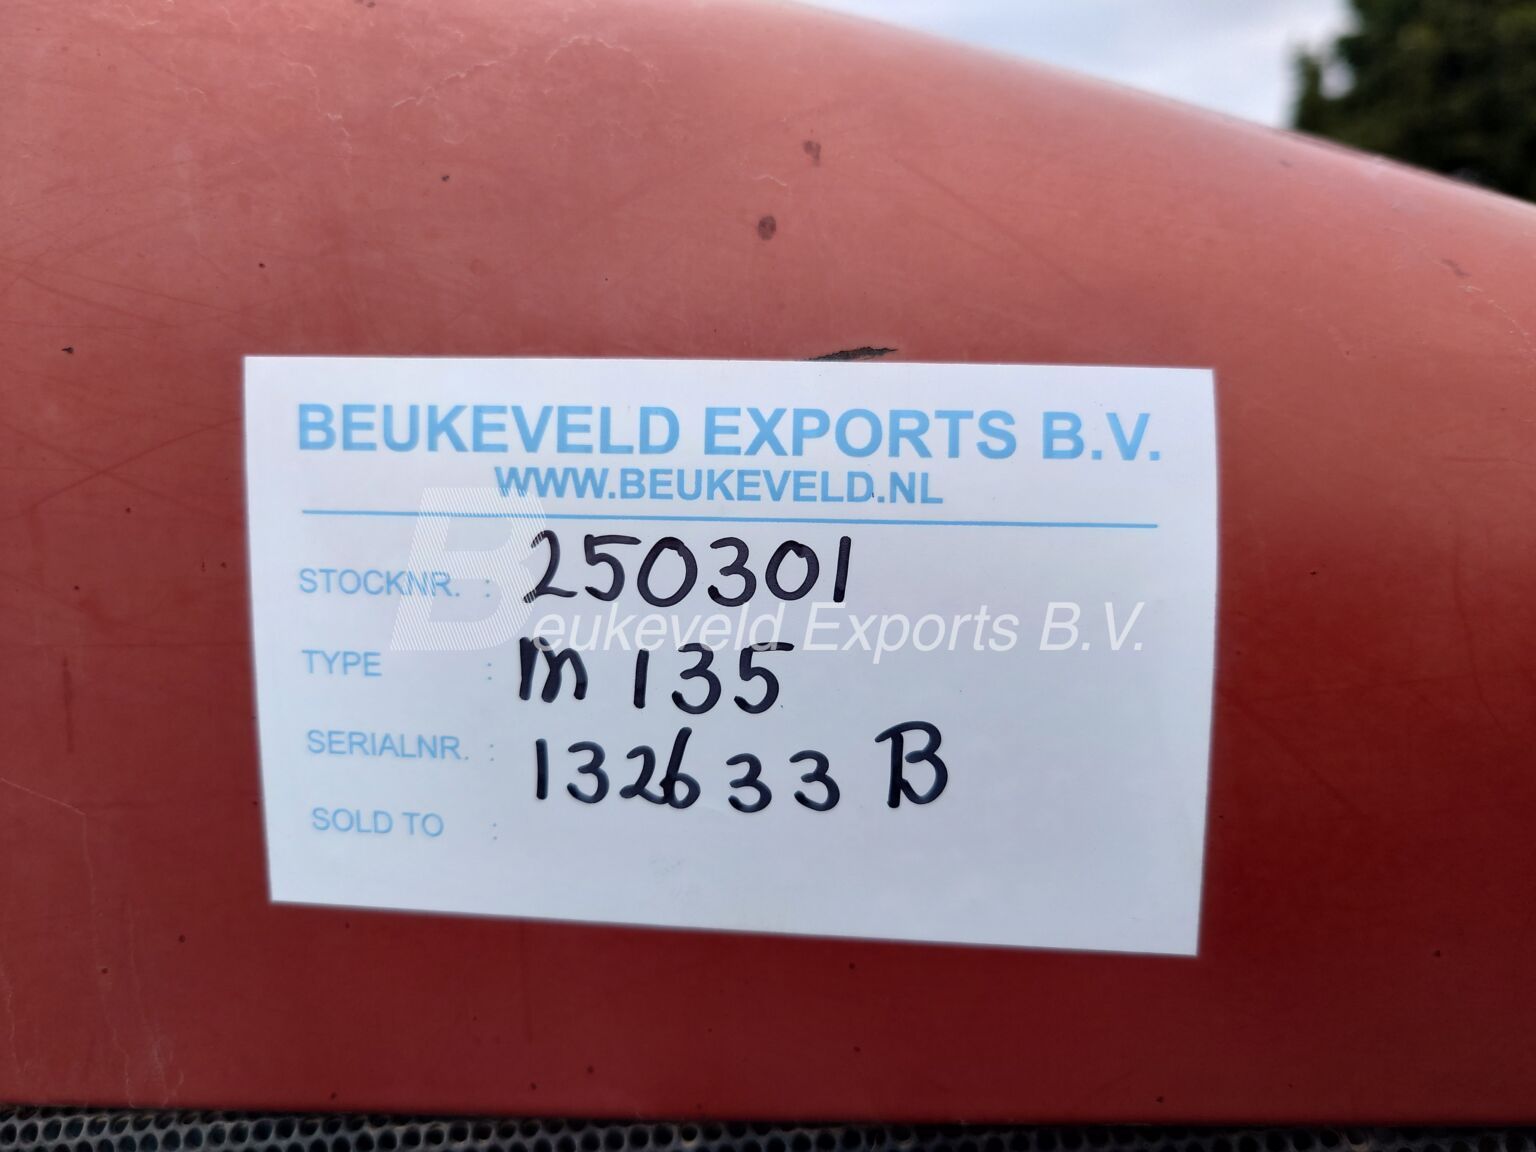 BEUKEVELD EXPORTS B.V.
WWW.BEUKEVELD.NL
STOCKNR. : 250301
Beukeveld Exports B.V.
TYPE : M 135
SERIALNR. : 132633 B
SOLD TO :